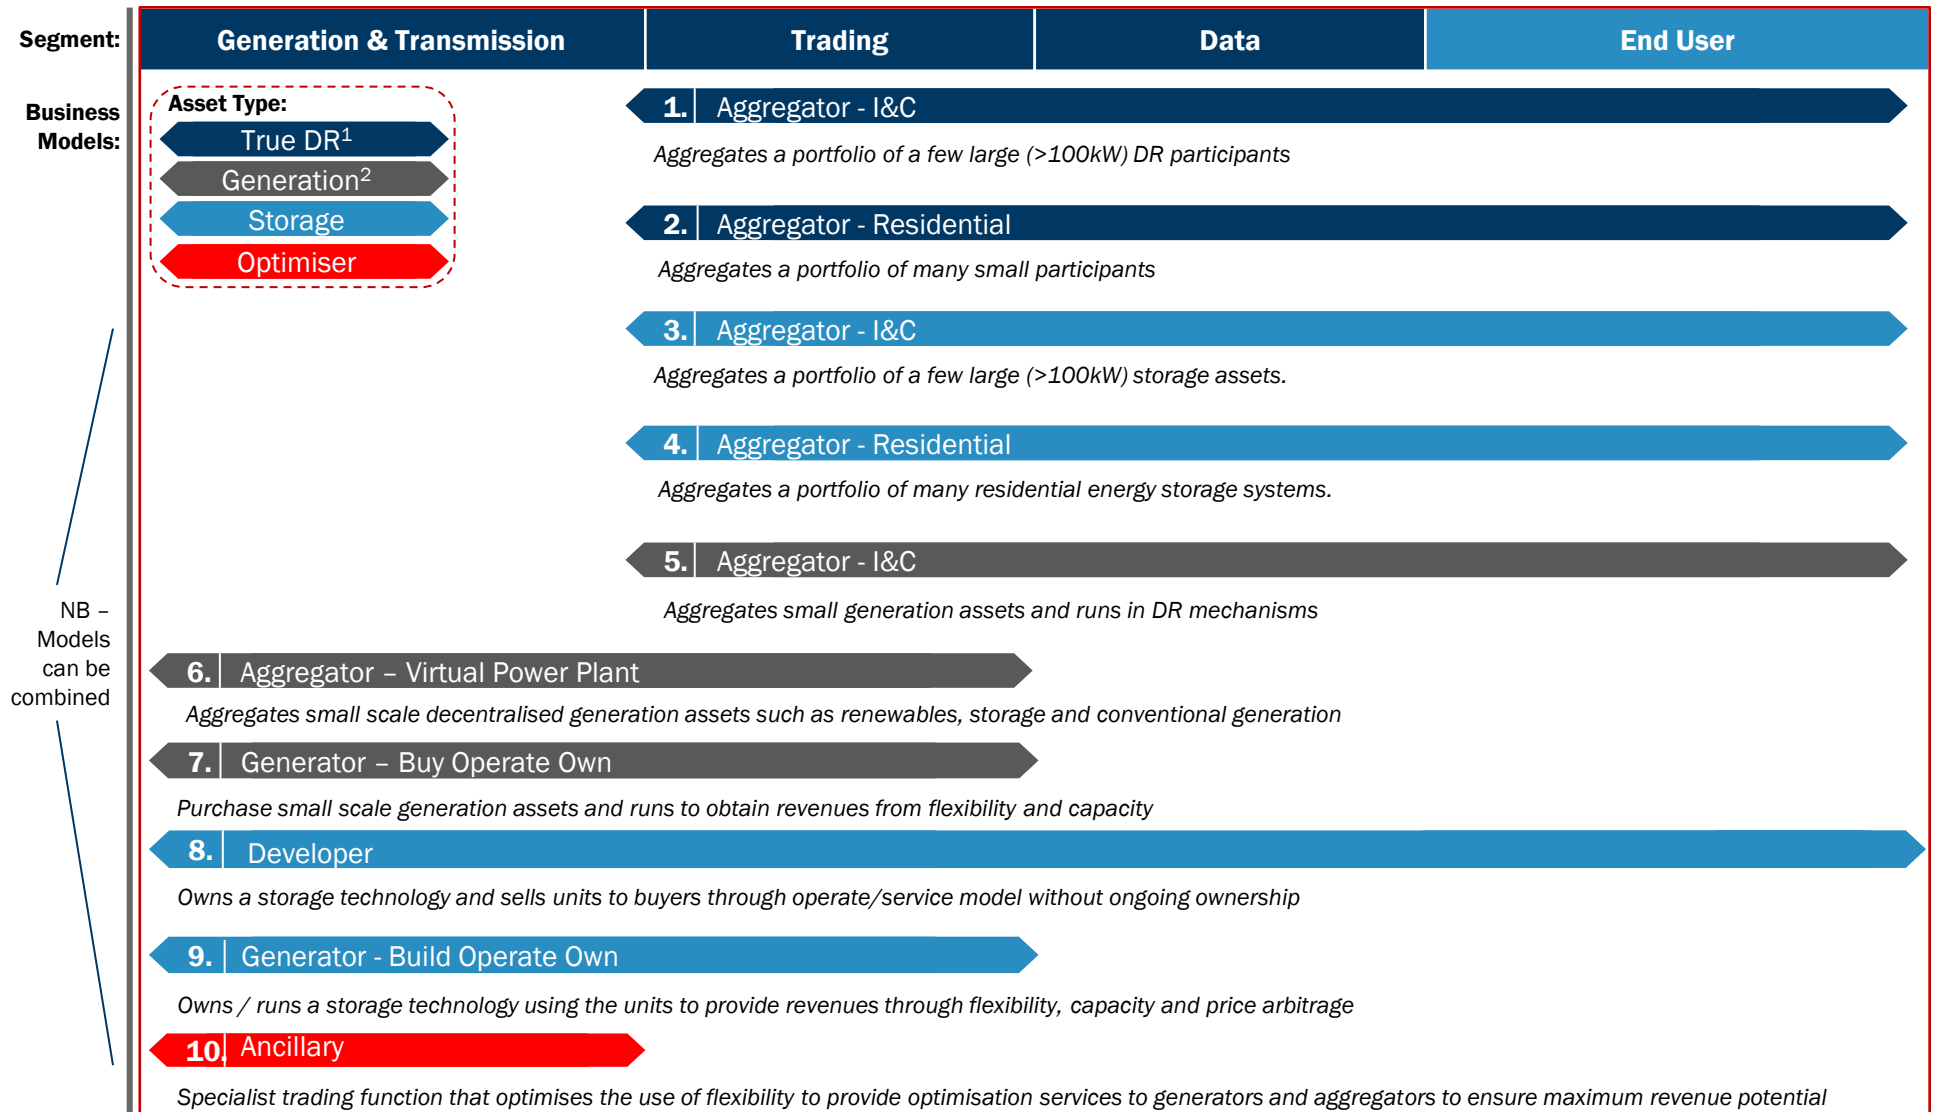 Segment:
Generation & Transmission
Trading
Data
End User
Business
Models:
Asset Type:
True DR¹
Generation²
Storage
Optimiser
1. Aggregator - I&C
Aggregates a portfolio of a few large (>100kW) DR participants
2. Aggregator - Residential
Aggregates a portfolio of many small participants
3. Aggregator - I&C
Aggregates a portfolio of a few large (>100kW) storage assets.
4. Aggregator - Residential
Aggregates a portfolio of many residential energy storage systems.
5. Aggregator - I&C
Aggregates small generation assets and runs in DR mechanisms
NB –
Models
can be
combined
6. Aggregator – Virtual Power Plant
Aggregates small scale decentralised generation assets such as renewables, storage and conventional generation
7. Generator – Buy Operate Own
Purchase small scale generation assets and runs to obtain revenues from flexibility and capacity
8. Developer
Owns a storage technology and sells units to buyers through operate/service model without ongoing ownership
9. Generator - Build Operate Own
Owns / runs a storage technology using the units to provide revenues through flexibility, capacity and price arbitrage
10. Ancillary
Specialist trading function that optimises the use of flexibility to provide optimisation services to generators and aggregators to ensure maximum revenue potential